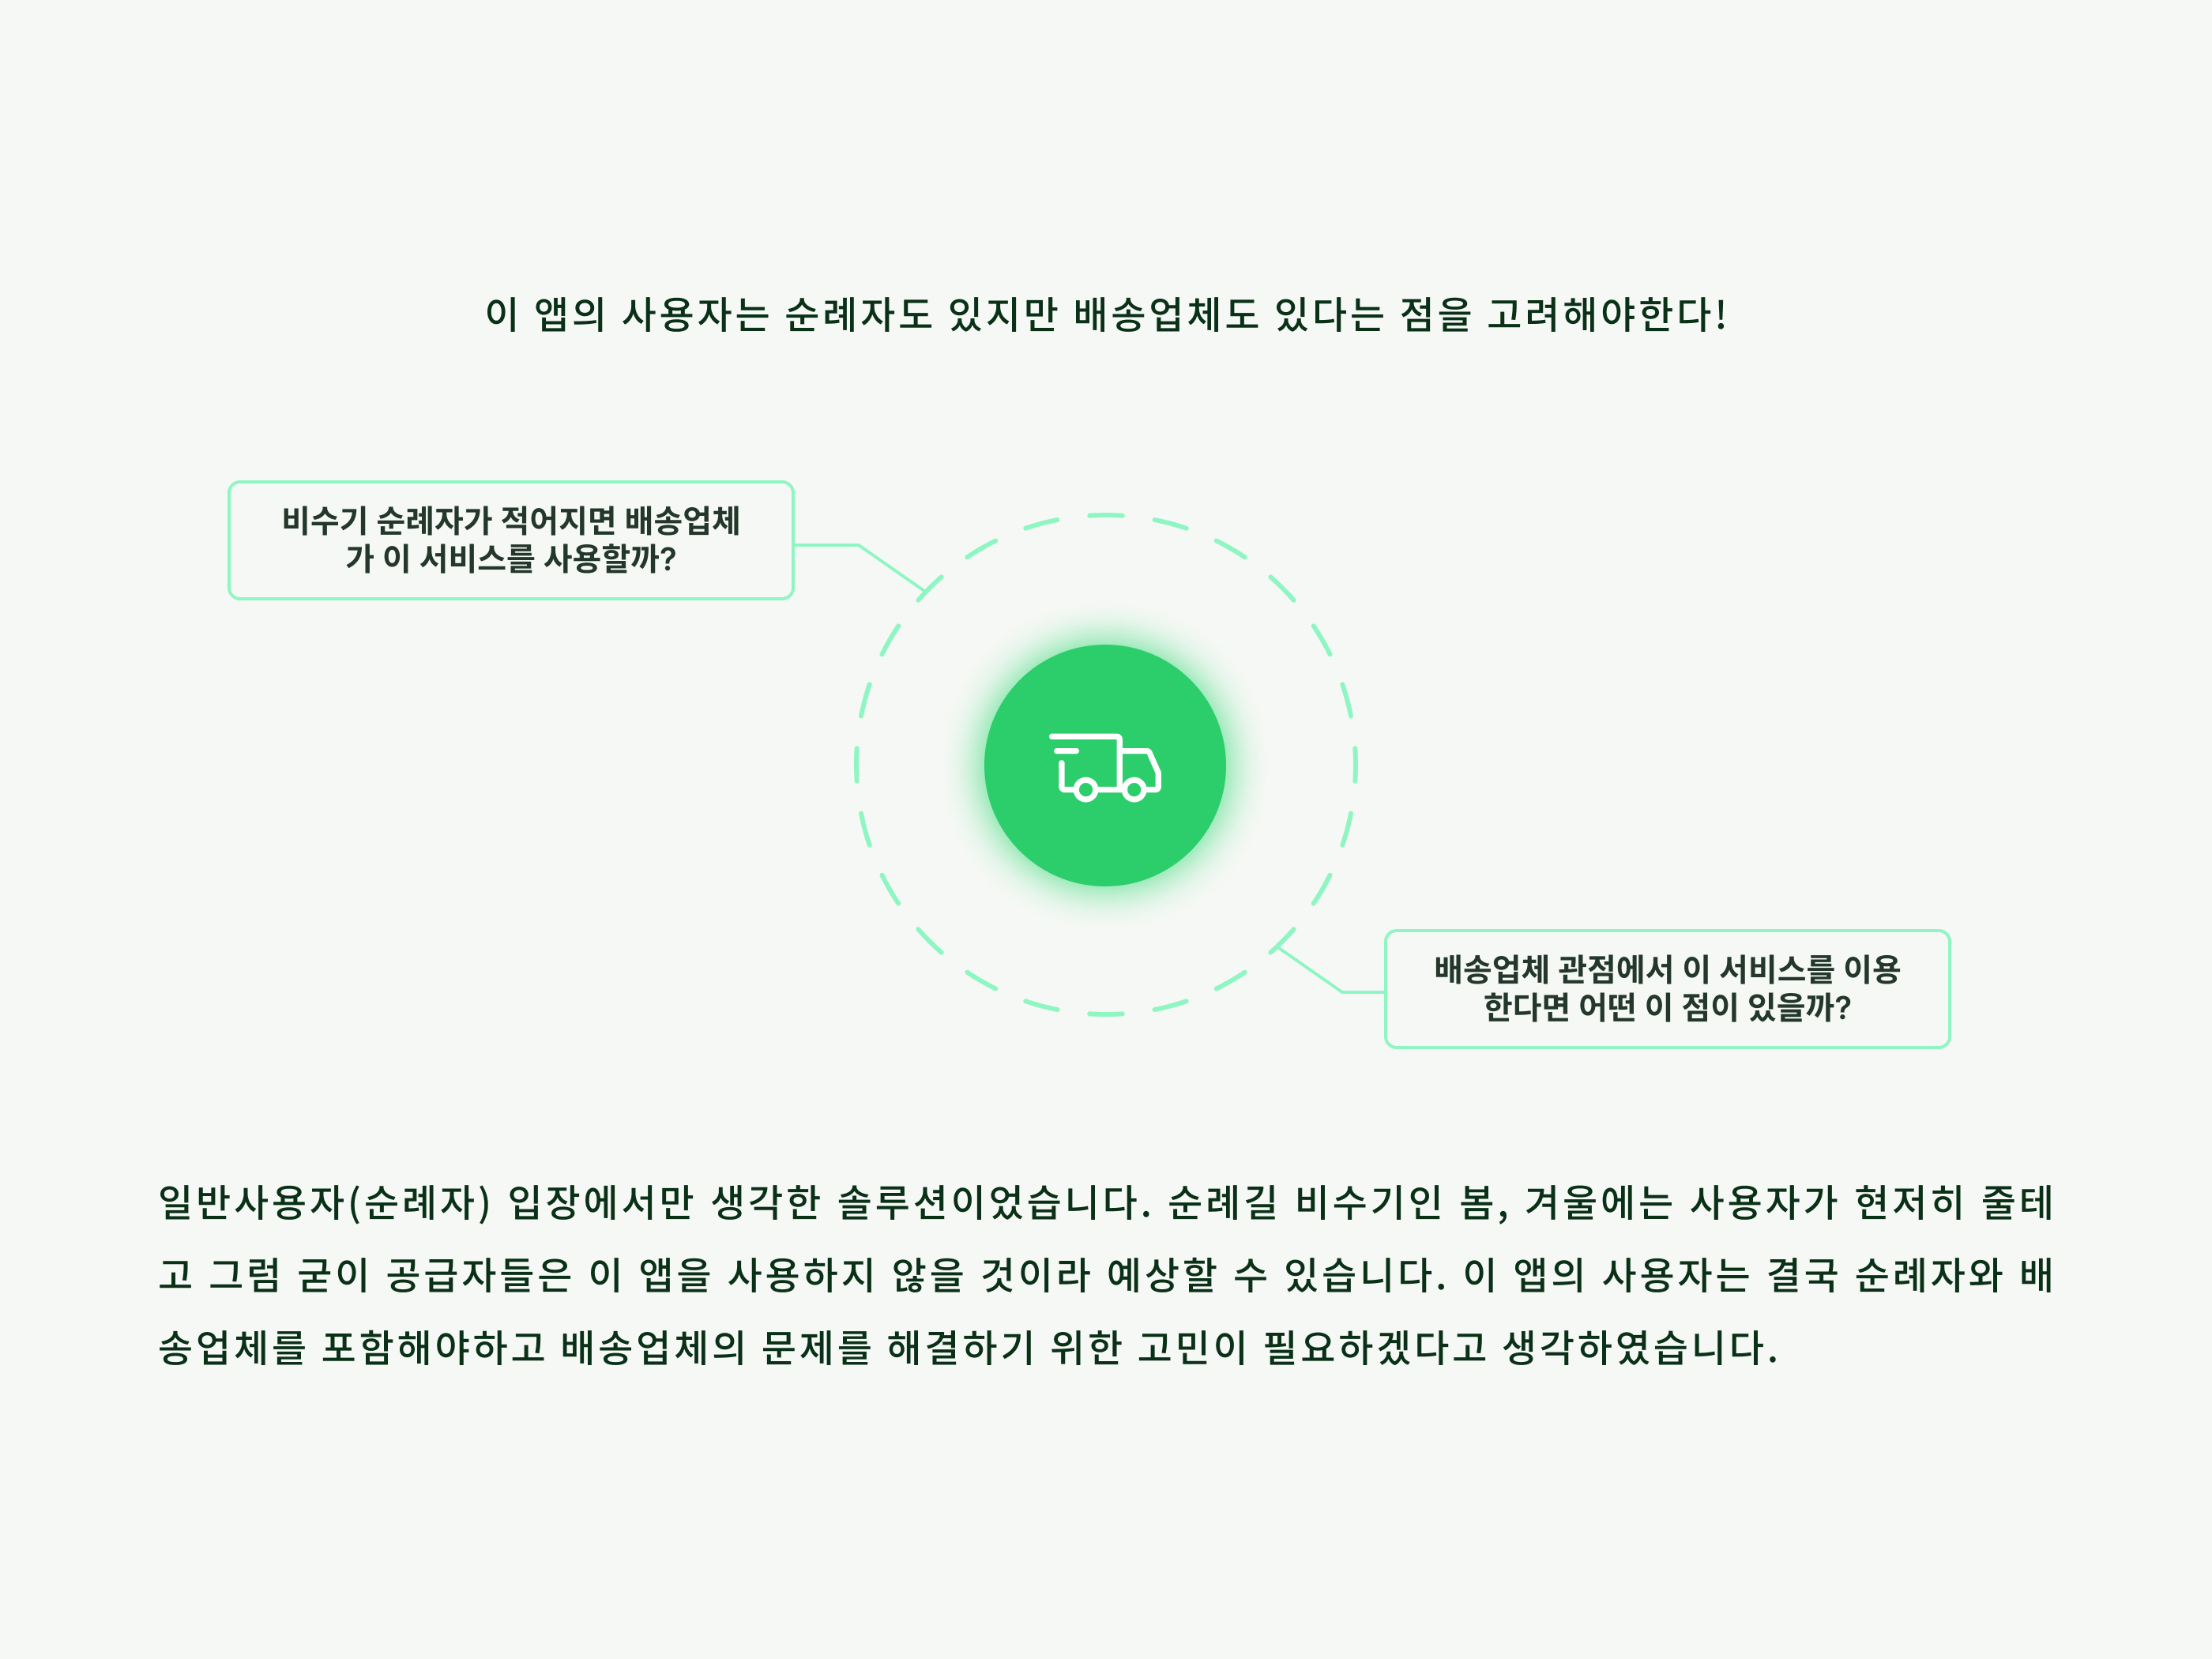 이 앱의 사용자는 순례자도 있지만 배송업체도 있다는 점을 고려해야한다!
비수기 순례자가 적어지면 배송업체
가 이 서비스를 사용할까?
배송업체 관점에서 이 서비스를 이용
한다면 어떤 이 점이 있을까?
일반사용자(순례자) 입장에서만 생각한 솔루션이었습니다. 순례길 비수기인 봄, 겨울에는 사용자가 현저히 줄테
고 그럼 굳이 공급자들은 이 앱을 사용하지 않을 것이라 예상할 수 있습니다. 이 앱의 사용자는 결국 순례자와 배
송업체를 포함해야하고 배송업체의 문제를 해결하기 위한 고민이 필요하겠다고 생각하였습니다.